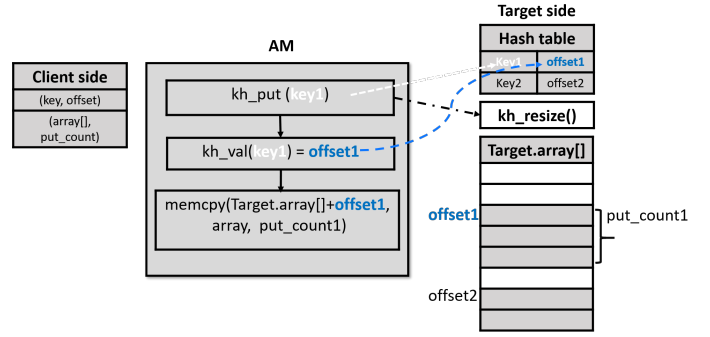 Target side
AM
Client side
(key, offset)
(array[],
put_count)
kh_put (key1)
kh_val(key1) = offset1
memcpy(Target.array[]+offset1,
array, put_count1)
Hash table
Key1 offset1
Key2 offset2
kh_resize()
Target.array[]
offset1
put_count1
offset2